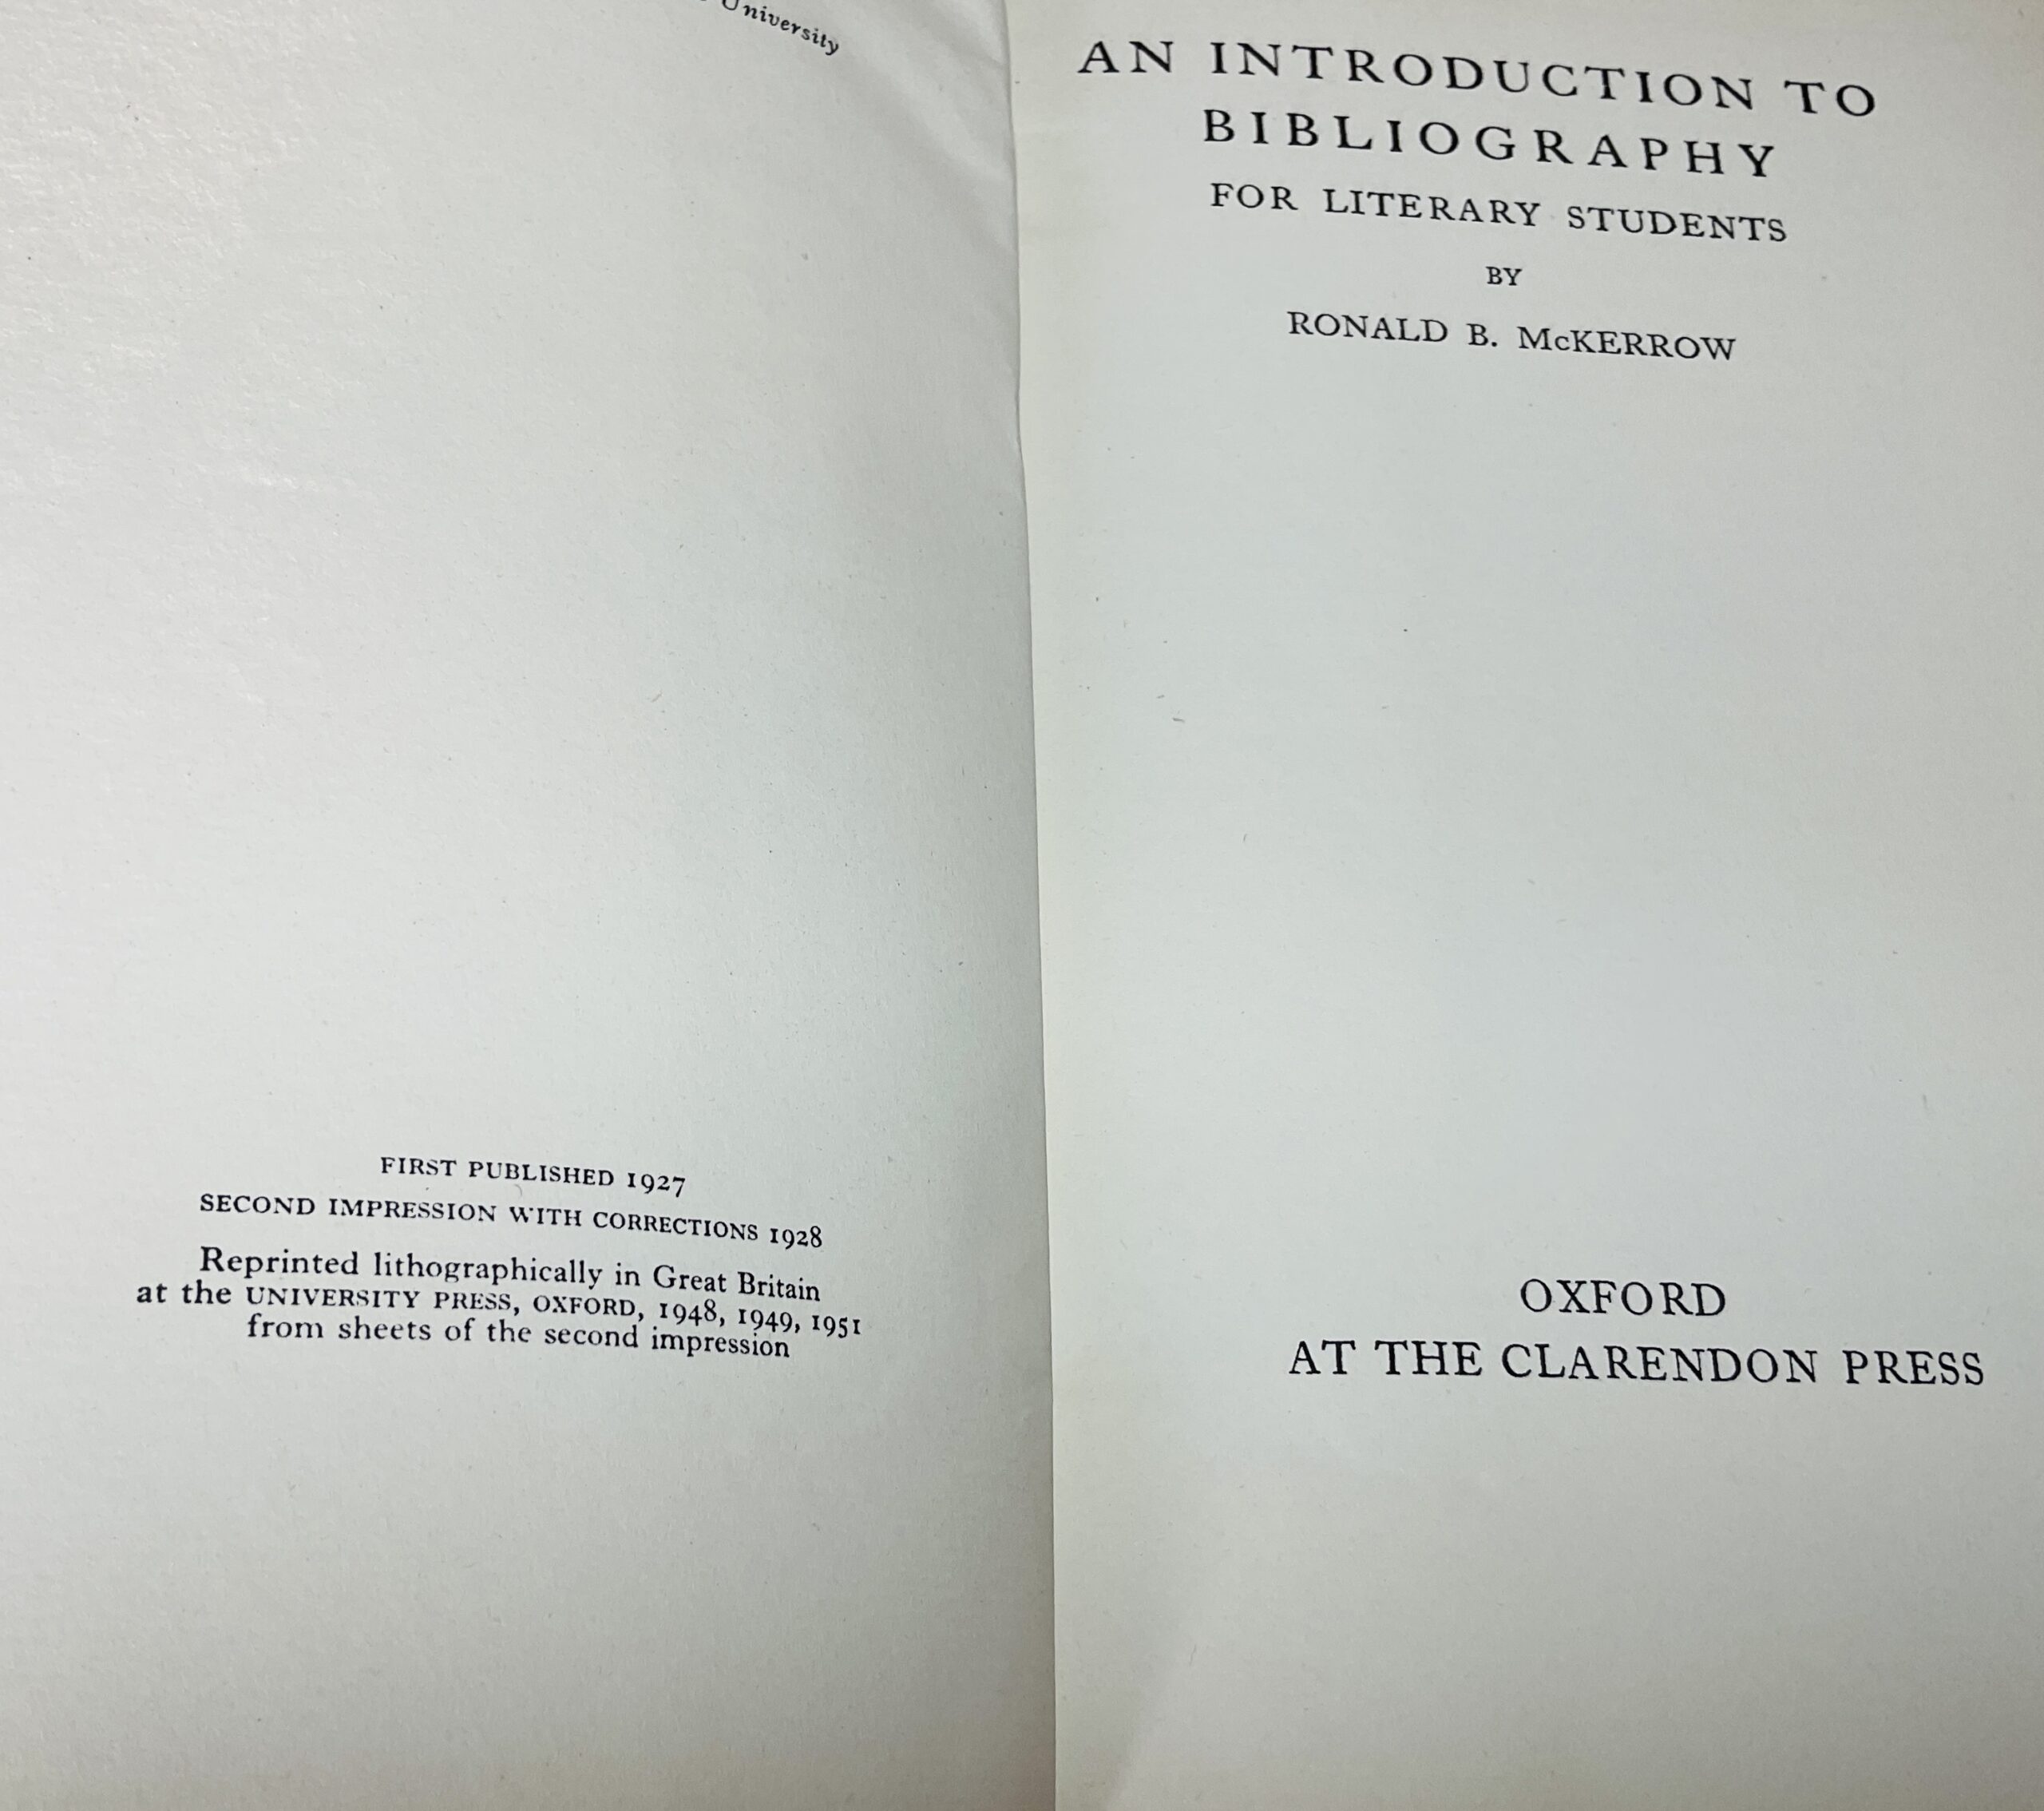 University
FIRST PUBLISHED 1927
SECOND IMPRESSION WITH CORRECTIONS 1928
Reprinted lithographically in Great Britain
at the UNIVERSITY PRESS, OXFORD, 1948, 1949, 1951
from sheets of the second impression
AN INTRODUCTION TO
BIBLIOGRAPHY
FOR LITERARY STUDENTS
BY
RONALD B. McKERROW
OXFORD
AT THE CLARENDON PRESS